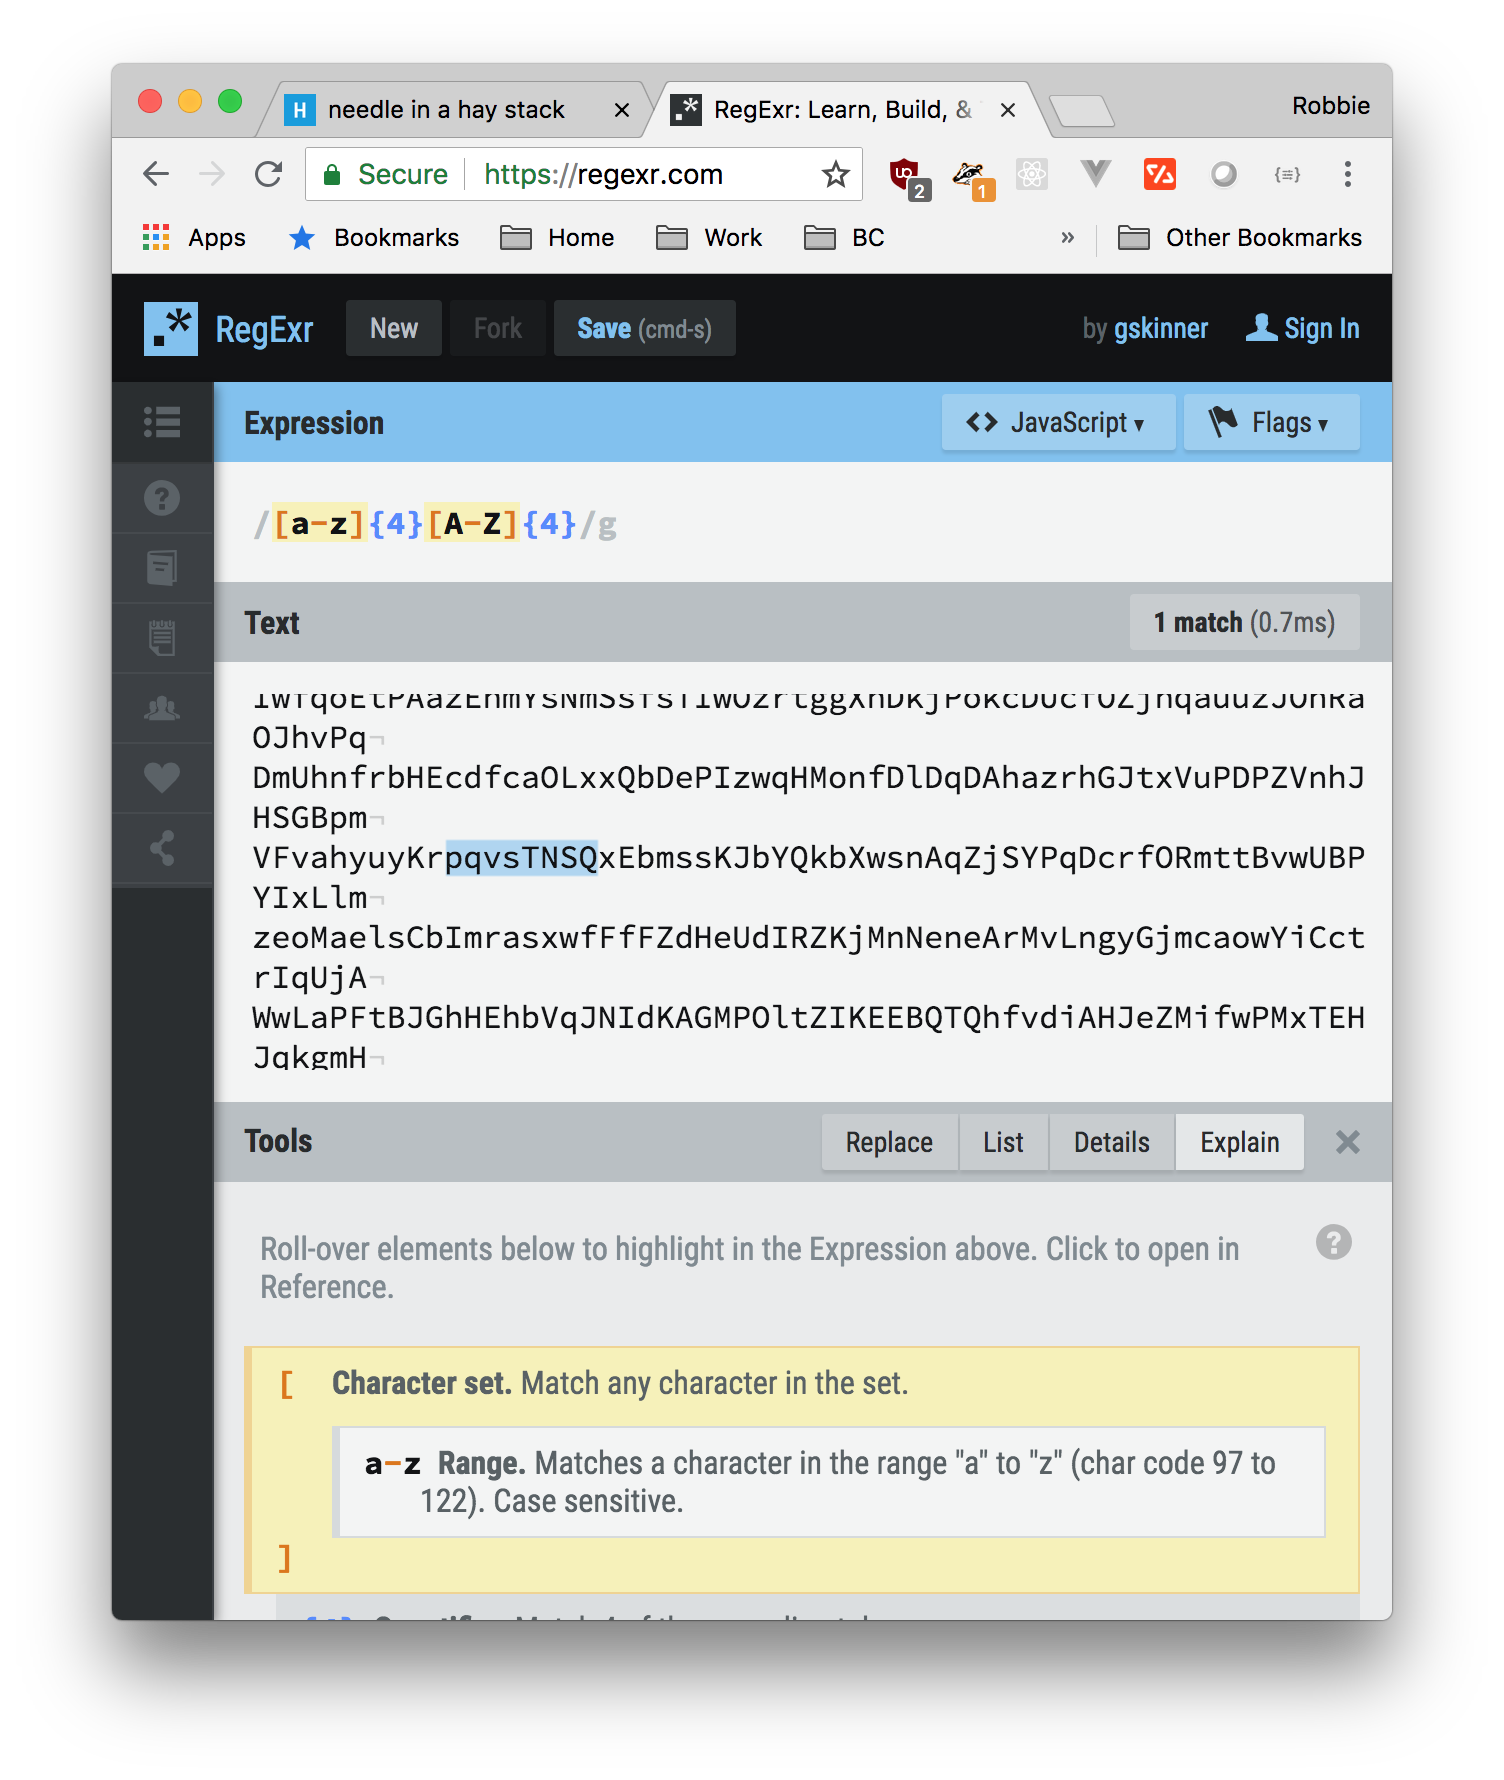 needle in a hay stack
RegExr: Learn, Build, &
Robbie
Secure https://regexr.com
2
1
Apps Bookmarks Home Work BC » Other Bookmarks
RegExr New Fork Save (cmd-s) by gskinner Sign In
Expression <> JavaScript ▾ Flags ▾
/[a-z]{4}[A-Z]{4}/g
Text 1 match (0.7ms)
OJhvPq¬
DmUhnfrbHEcdfcaOLxxQbDePIzwqHMonfDlDqDAhazrhGJtxVuPDPZVnhJ
HSGBpm¬
VFvahyuyKrpqvsTNSQxEbmssKJbYQkbXwsnAqZjSYPqDcrfORmttBvwUBP
YIxLlm¬
zeoMaelsCbImrasxwfFfFZdHeUdIRZKjMnNeneArMvLngyGjmcaowYiCct
rIqUjA¬
WwLaPFtBJGhHEhbVqJNIdKAGMPOltZIKEEBQTQhfvdiAHJeZMifwPMxTEH
JqkgmH¬
Tools Replace List Details Explain
Roll-over elements below to highlight in the Expression above. Click to open in
Reference.
[ Character set. Match any character in the set.
a-z Range. Matches a character in the range "a" to "z" (char code 97 to
122). Case sensitive.
]